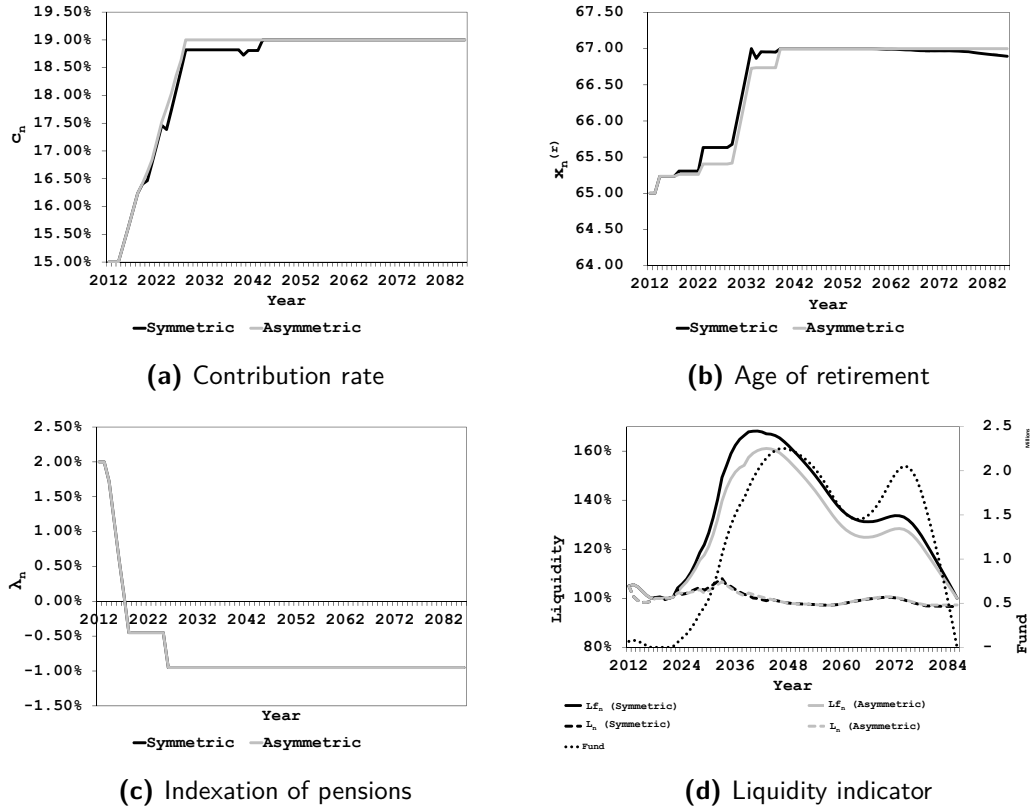 19.50%
19.00%
18.50%
18.00%
17.50%
17.00%
16.50%
16.00%
15.50%
15.00%
c_n
2012 2022 2032 2042 2052 2062 2072 2082
Year
Symmetric Asymmetric
(a) Contribution rate
67.50
67.00
66.50
66.00
65.50
65.00
64.50
64.00
x_n^(r)
2012 2022 2032 2042 2052 2062 2072 2082
Year
Symmetric Asymmetric
(b) Age of retirement
2.50%
2.00%
1.50%
1.00%
0.50%
0.00%
-0.50%
-1.00%
-1.50%
λ_n
2012 2022 2032 2042 2052 2062 2072 2082
Year
Symmetric Asymmetric
(c) Indexation of pensions
160%
140%
120%
100%
80%
Liquidity
2.5
2.0
1.5
1.0
0.5
–
Millions
Fund
2012 2024 2036 2048 2060 2072 2084
Year
Lf_n (Symmetric) Lf_n (Asymmetric)
L_n (Symmetric) L_n (Asymmetric)
Fund
(d) Liquidity indicator